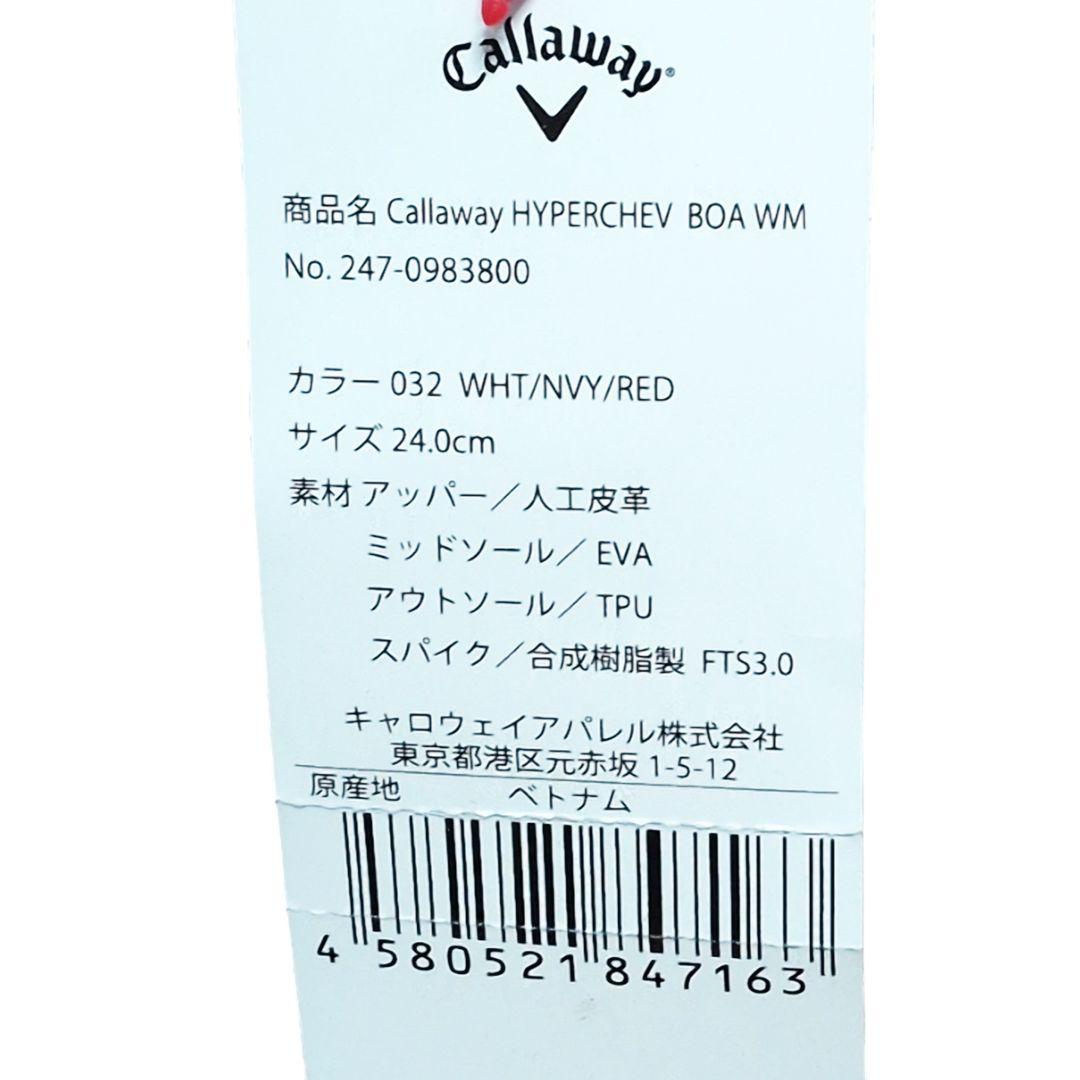 Callaway®
商品名 Callaway HYPERCHEV BOA WM
No. 247-0983800
カラー 032 WHT/NVY/RED
サイズ 24.0cm
素材 アッパー／人工皮革
ミッドソール／ EVA
アウトソール／ TPU
スパイク／合成樹脂製 FTS3.0
キャロウェイアパレル株式会社
東京都港区元赤坂 1-5-12
原産地 ベトナム
4 580521 847163